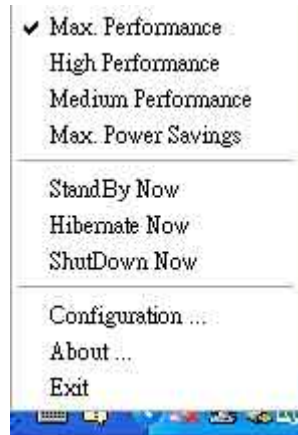 Max. Performance
High Performance
Medium Performance
Max. Power Savings
StandBy Now
Hibernate Now
ShutDown Now
Configuration ...
About ...
Exit